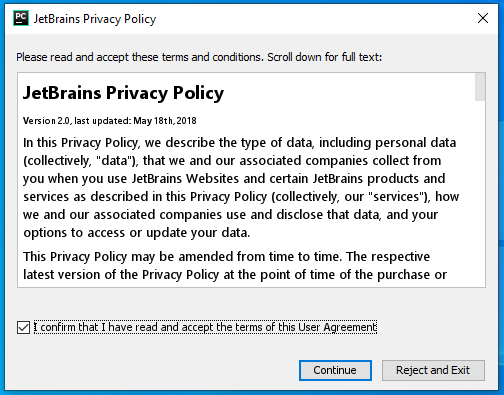 PC JetBrains Privacy Policy
Please read and accept these terms and conditions. Scroll down for full text:
JetBrains Privacy Policy
Version 2.0, last updated: May 18th, 2018
In this Privacy Policy, we describe the type of data, including personal data
(collectively, "data"), that we and our associated companies collect from
you when you use JetBrains Websites and certain JetBrains products and
services as described in this Privacy Policy (collectively, our "services"), how
we and our associated companies use and disclose that data, and your
options to access or update your data.
This Privacy Policy may be amended from time to time. The respective
latest version of the Privacy Policy at the point of time of the purchase or
I confirm that I have read and accept the terms of this User Agreement
Continue Reject and Exit